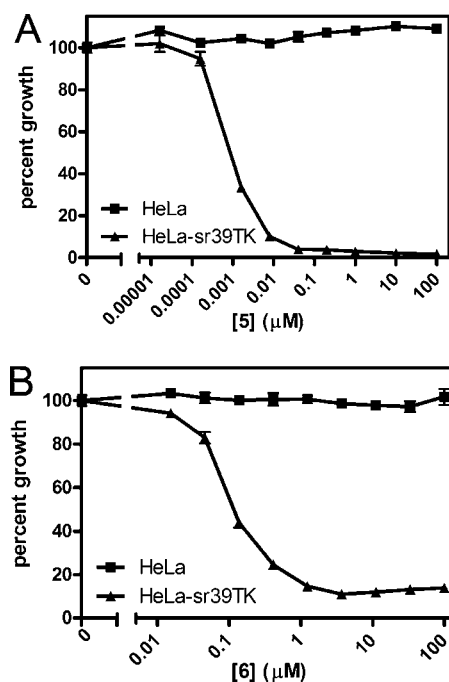 A
percent growth
100
80
60
40
20
0
HeLa
HeLa-sr39TK
0
0.00001
0.0001
0.001
0.01
0.1
1
10
100
[5] (μM)
B
percent growth
100
80
60
40
20
0
HeLa
HeLa-sr39TK
0
0.01
0.1
1
10
100
[6] (μM)